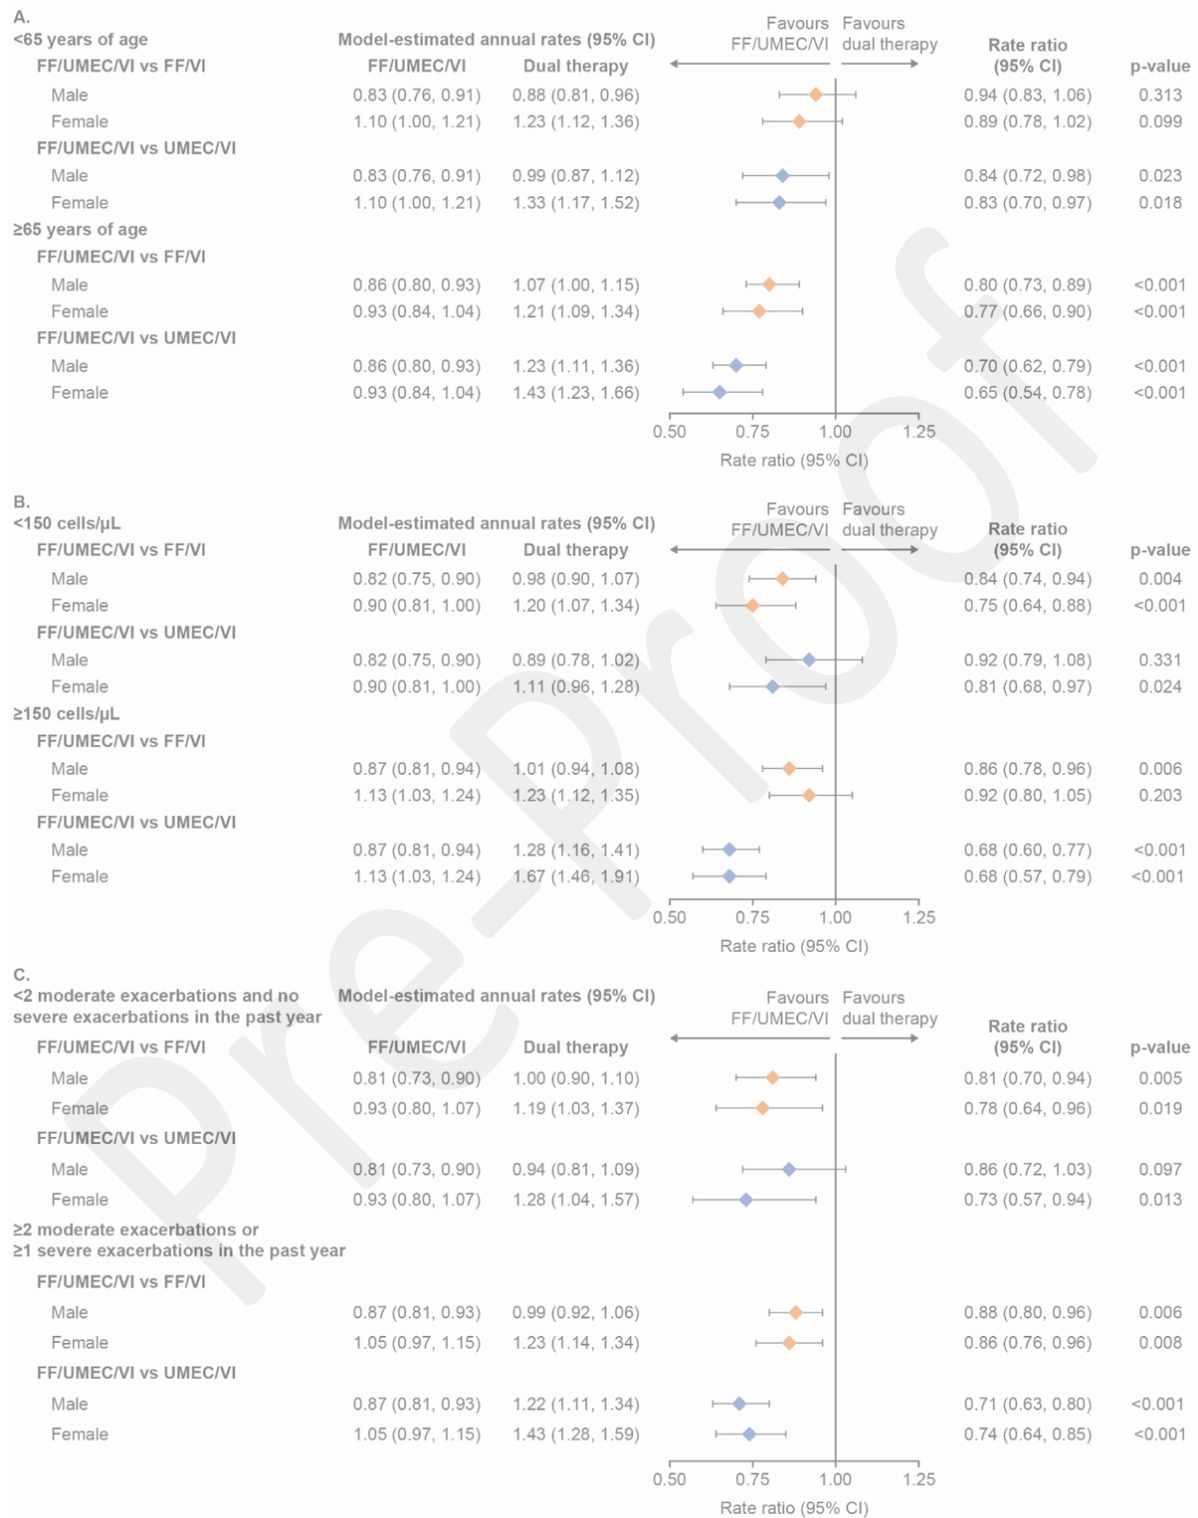 A.
<65 years of age Model-estimated annual rates (95% CI) Favours FF/UMEC/VI Favours dual therapy Rate ratio (95% CI) p-value
FF/UMEC/VI vs FF/VI FF/UMEC/VI Dual therapy
Male 0.83 (0.76, 0.91) 0.88 (0.81, 0.96) 0.94 (0.83, 1.06) 0.313
Female 1.10 (1.00, 1.21) 1.23 (1.12, 1.36) 0.89 (0.78, 1.02) 0.099
FF/UMEC/VI vs UMEC/VI
Male 0.83 (0.76, 0.91) 0.99 (0.87, 1.12) 0.84 (0.72, 0.98) 0.023
Female 1.10 (1.00, 1.21) 1.33 (1.17, 1.52) 0.83 (0.70, 0.97) 0.018
≥65 years of age
FF/UMEC/VI vs FF/VI
Male 0.86 (0.80, 0.93) 1.07 (1.00, 1.15) 0.80 (0.73, 0.89) <0.001
Female 0.93 (0.84, 1.04) 1.21 (1.09, 1.34) 0.77 (0.66, 0.90) <0.001
FF/UMEC/VI vs UMEC/VI
Male 0.86 (0.80, 0.93) 1.23 (1.11, 1.36) 0.70 (0.62, 0.79) <0.001
Female 0.93 (0.84, 1.04) 1.43 (1.23, 1.66) 0.65 (0.54, 0.78) <0.001
0.50 0.75 1.00 1.25
Rate ratio (95% CI)
B.
<150 cells/µL Model-estimated annual rates (95% CI) Favours FF/UMEC/VI Favours dual therapy Rate ratio (95% CI) p-value
FF/UMEC/VI vs FF/VI FF/UMEC/VI Dual therapy
Male 0.82 (0.75, 0.90) 0.98 (0.90, 1.07) 0.84 (0.74, 0.94) 0.004
Female 0.90 (0.81, 1.00) 1.20 (1.07, 1.34) 0.75 (0.64, 0.88) <0.001
FF/UMEC/VI vs UMEC/VI
Male 0.82 (0.75, 0.90) 0.89 (0.78, 1.02) 0.92 (0.79, 1.08) 0.331
Female 0.90 (0.81, 1.00) 1.11 (0.96, 1.28) 0.81 (0.68, 0.97) 0.024
≥150 cells/µL
FF/UMEC/VI vs FF/VI
Male 0.87 (0.81, 0.94) 1.01 (0.94, 1.08) 0.86 (0.78, 0.96) 0.006
Female 1.13 (1.03, 1.24) 1.23 (1.12, 1.35) 0.92 (0.80, 1.05) 0.203
FF/UMEC/VI vs UMEC/VI
Male 0.87 (0.81, 0.94) 1.28 (1.16, 1.41) 0.68 (0.60, 0.77) <0.001
Female 1.13 (1.03, 1.24) 1.67 (1.46, 1.91) 0.68 (0.57, 0.79) <0.001
0.50 0.75 1.00 1.25
Rate ratio (95% CI)
C.
<2 moderate exacerbations and no Model-estimated annual rates (95% CI) Favours FF/UMEC/VI Favours dual therapy Rate ratio (95% CI) p-value
severe exacerbations in the past year
FF/UMEC/VI vs FF/VI FF/UMEC/VI Dual therapy
Male 0.81 (0.73, 0.90) 1.00 (0.90, 1.10) 0.81 (0.70, 0.94) 0.005
Female 0.93 (0.80, 1.07) 1.19 (1.03, 1.37) 0.78 (0.64, 0.96) 0.019
FF/UMEC/VI vs UMEC/VI
Male 0.81 (0.73, 0.90) 0.94 (0.81, 1.09) 0.86 (0.72, 1.03) 0.097
Female 0.93 (0.80, 1.07) 1.28 (1.04, 1.57) 0.73 (0.57, 0.94) 0.013
≥2 moderate exacerbations or
≥1 severe exacerbations in the past year
FF/UMEC/VI vs FF/VI
Male 0.87 (0.81, 0.93) 0.99 (0.92, 1.06) 0.88 (0.80, 0.96) 0.006
Female 1.05 (0.97, 1.15) 1.23 (1.14, 1.34) 0.86 (0.76, 0.96) 0.008
FF/UMEC/VI vs UMEC/VI
Male 0.87 (0.81, 0.93) 1.22 (1.11, 1.34) 0.71 (0.63, 0.80) <0.001
Female 1.05 (0.97, 1.15) 1.43 (1.28, 1.59) 0.74 (0.64, 0.85) <0.001
0.50 0.75 1.00 1.25
Rate ratio (95% CI)
Pre-Proof